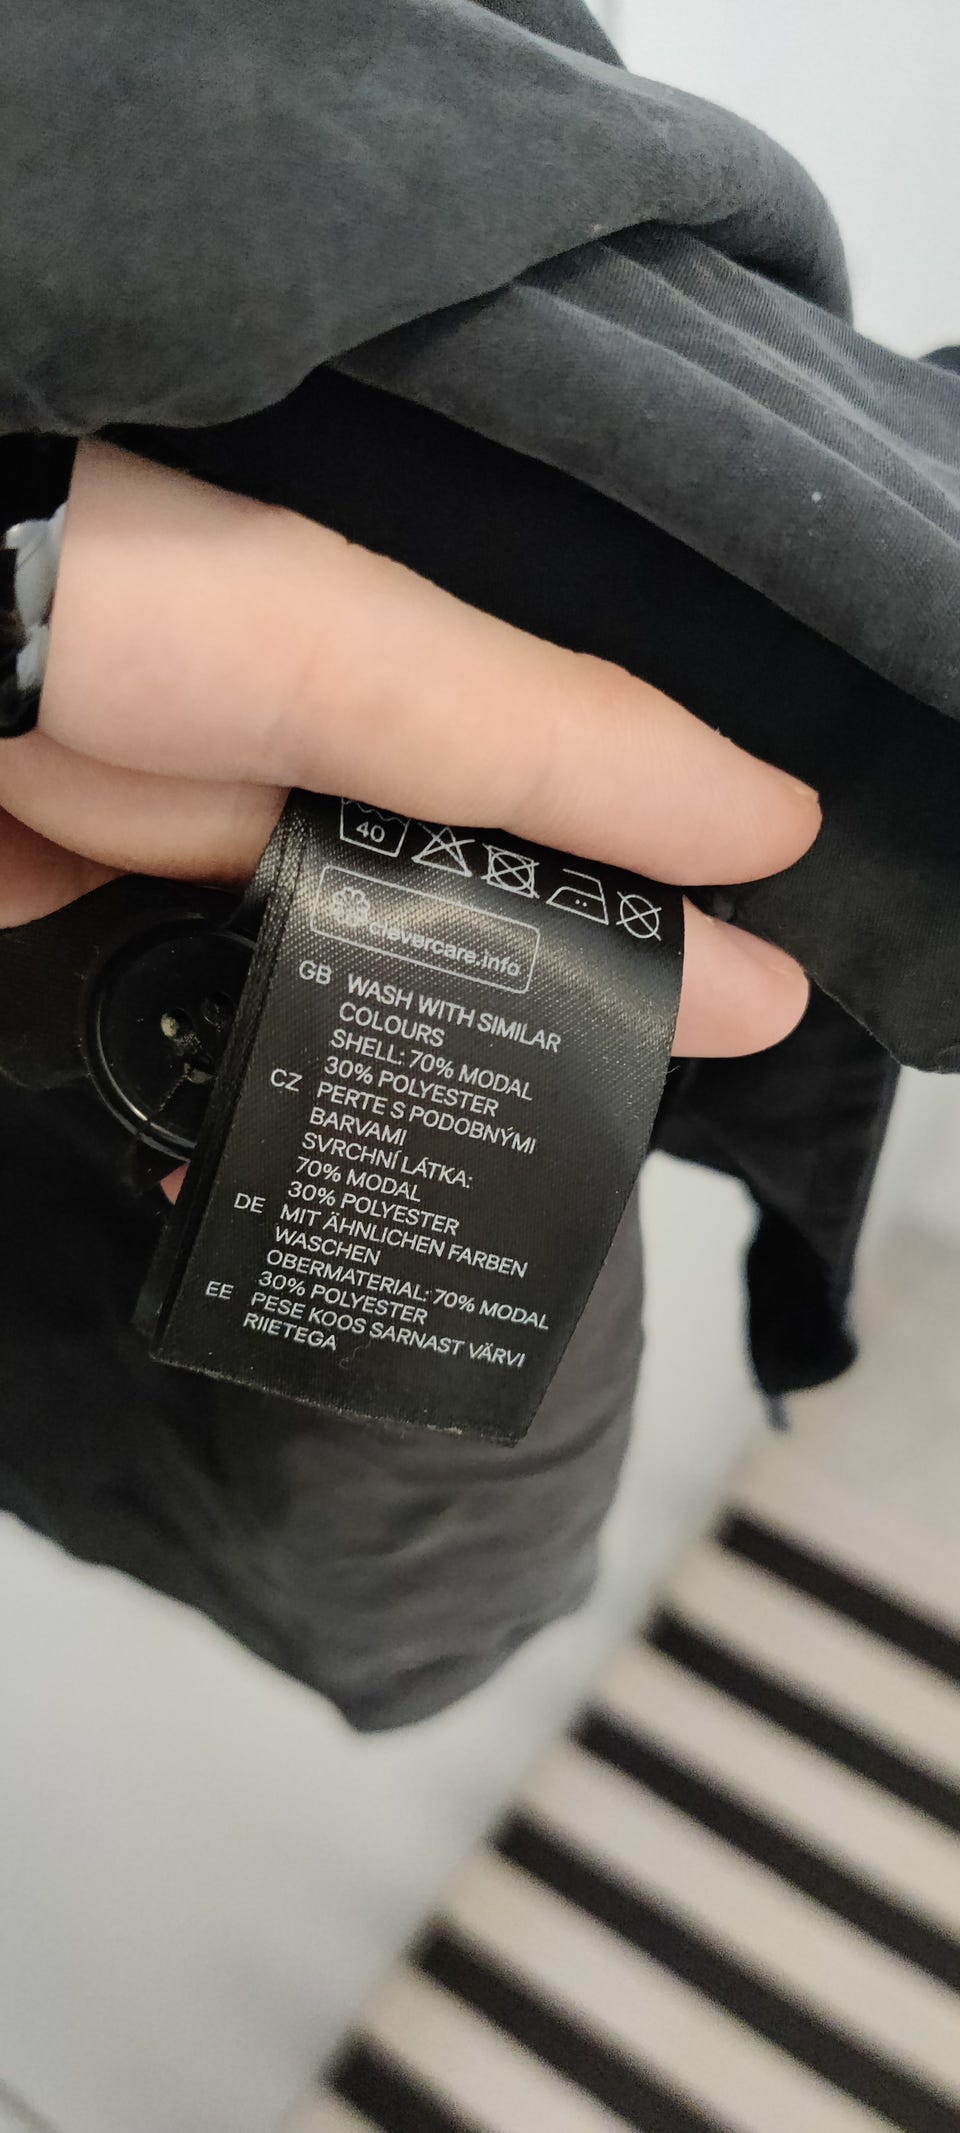 40
clevercare.info
GB WASH WITH SIMILAR
COLOURS
SHELL: 70% MODAL
30% POLYESTER
CZ PERTE S PODOBNÝMI
BARVAMI
SVRCHNÍ LÁTKA:
70% MODAL
30% POLYESTER
DE MIT ÄHNLICHEN FARBEN
WASCHEN
OBERMATERIAL: 70% MODAL
30% POLYESTER
EE PESE KOOS SARNAST VÄRVI
RIIETEGA